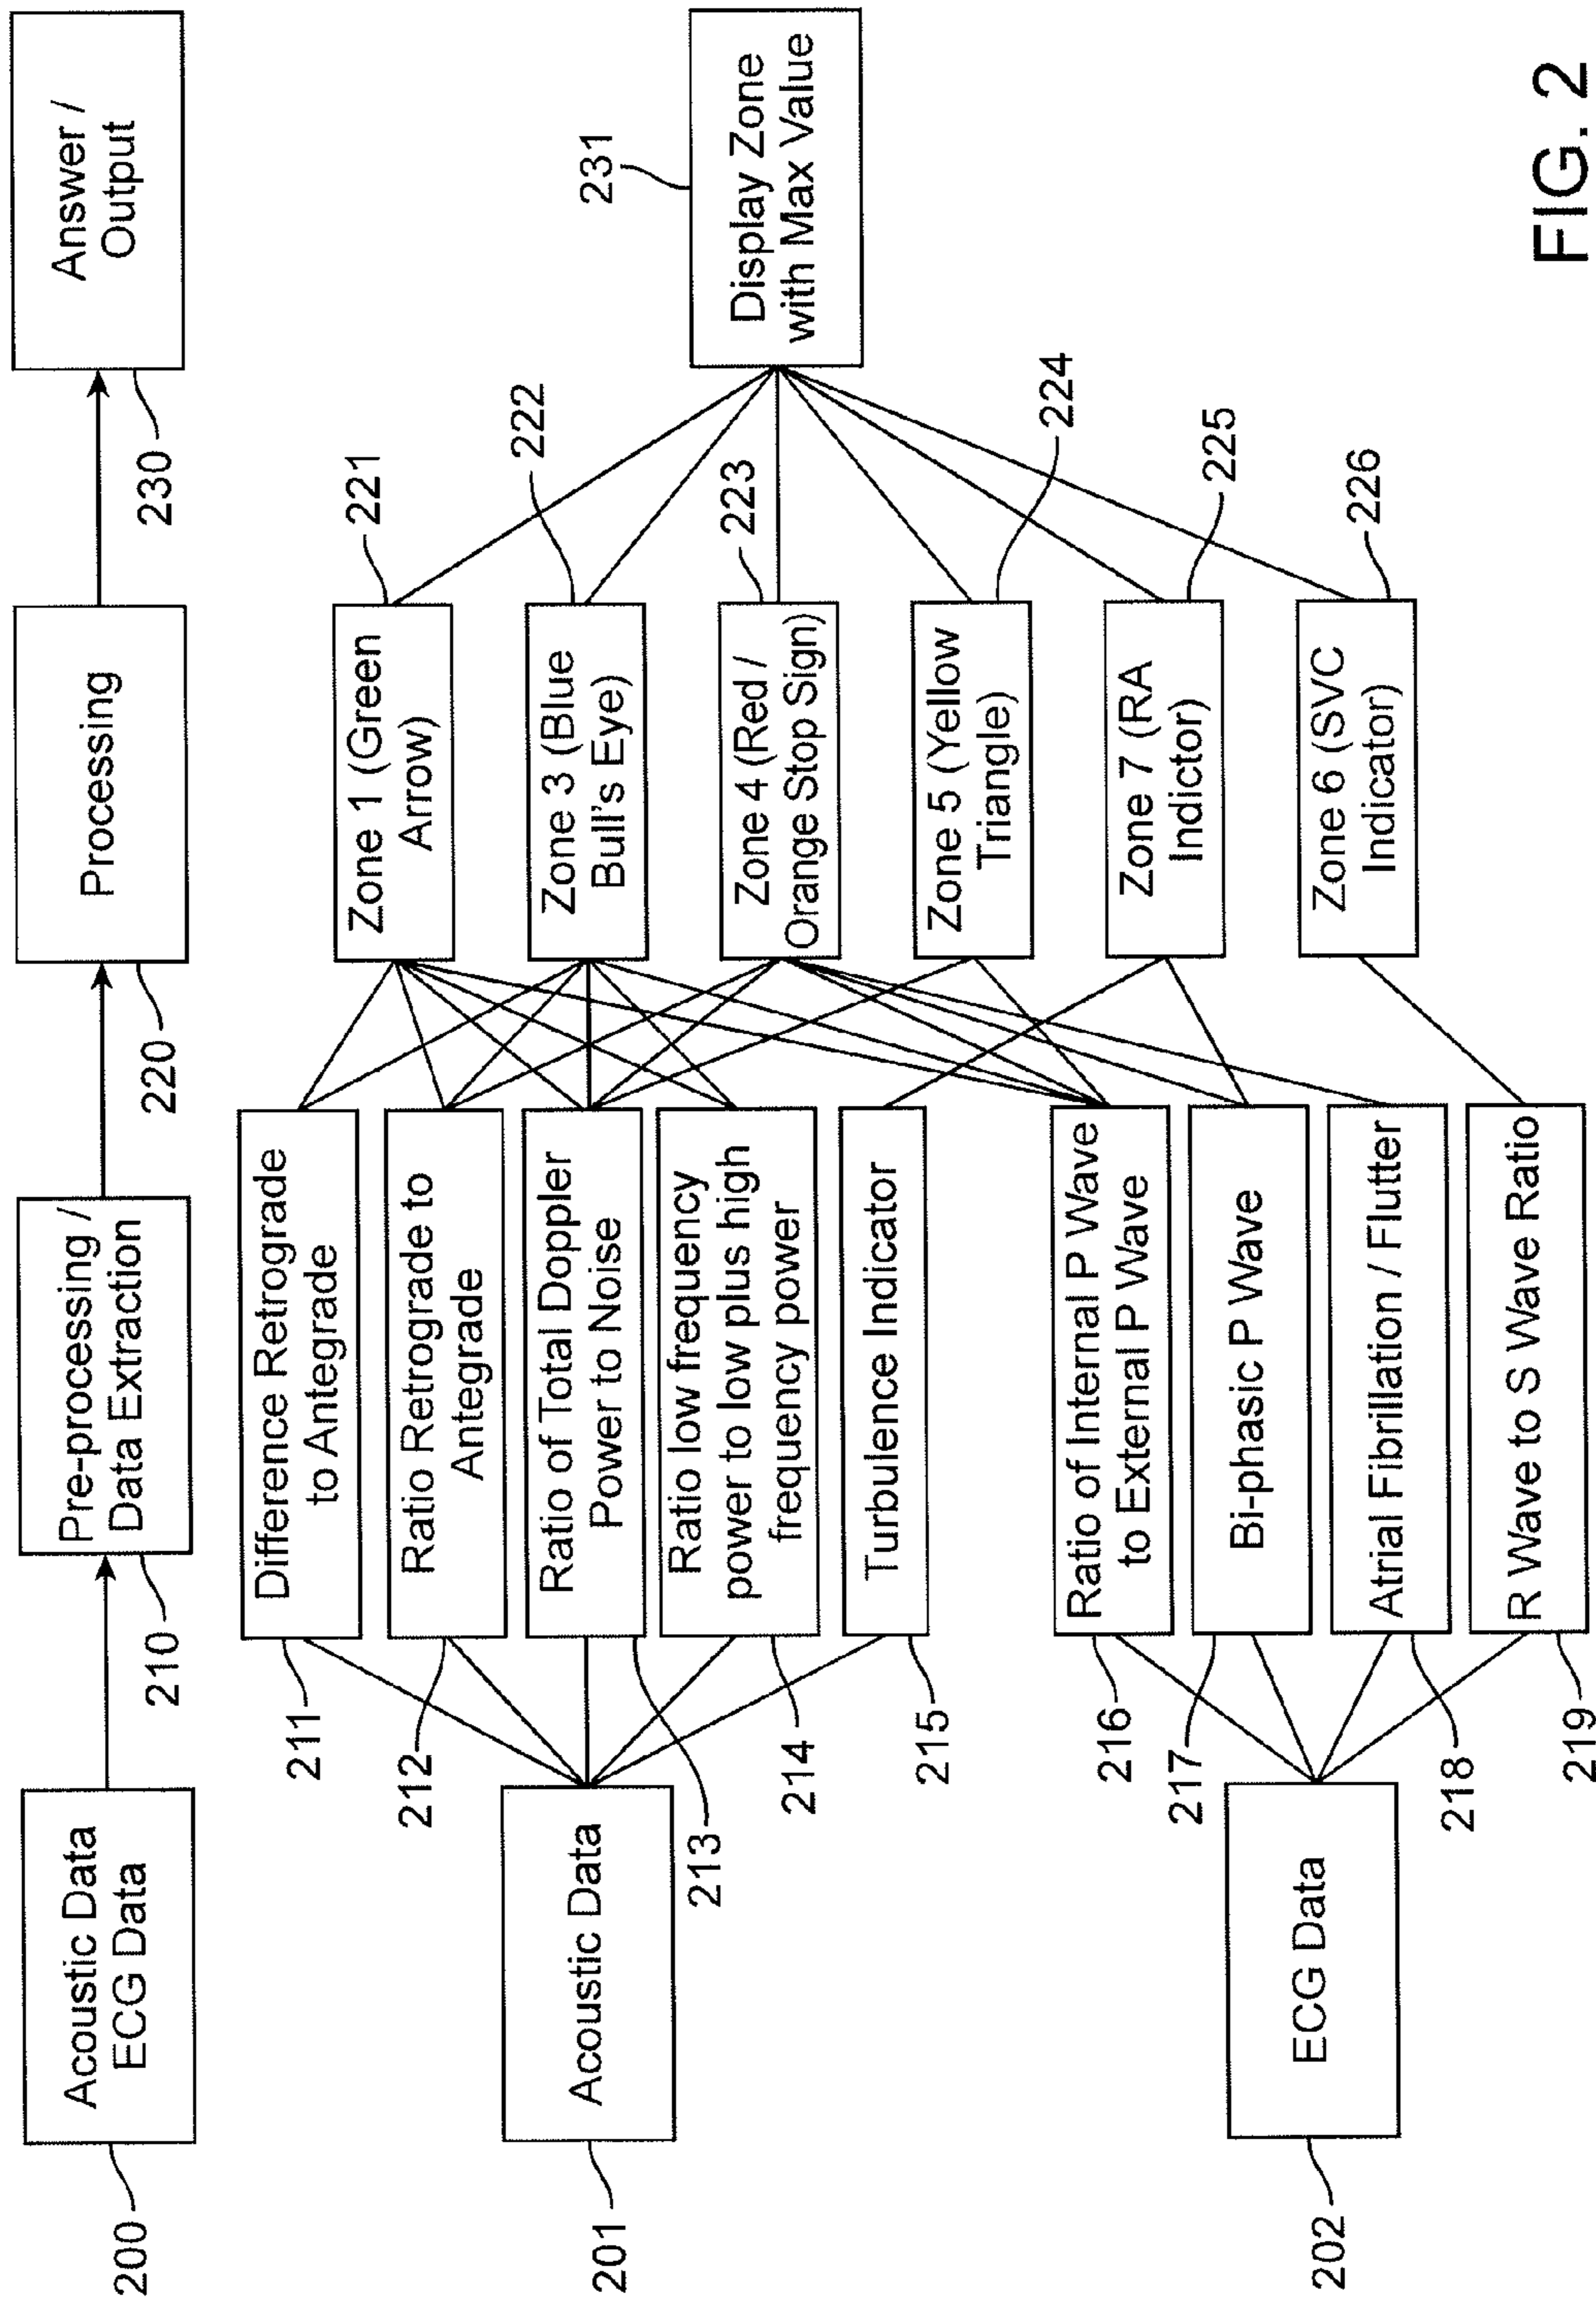 Acoustic Data
ECG Data
200
Pre-processing /
Data Extraction
210
Processing
220
Answer /
Output
230
Acoustic Data
201
ECG Data
202
Difference Retrograde
to Antegrade
211
Ratio Retrograde to
Antegrade
212
Ratio of Total Doppler
Power to Noise
213
Ratio low frequency
power to low plus high
frequency power
214
Turbulence Indicator
215
Ratio of Internal P Wave
to External P Wave
216
Bi-phasic P Wave
217
Atrial Fibrillation / Flutter
218
R Wave to S Wave Ratio
219
Zone 1 (Green
Arrow)
221
Zone 3 (Blue
Bull's Eye)
222
Zone 4 (Red /
Orange Stop Sign)
223
Zone 5 (Yellow
Triangle)
224
Zone 7 (RA
Indictor)
225
Zone 6 (SVC
Indicator)
226
Display Zone
with Max Value
231
FIG. 2